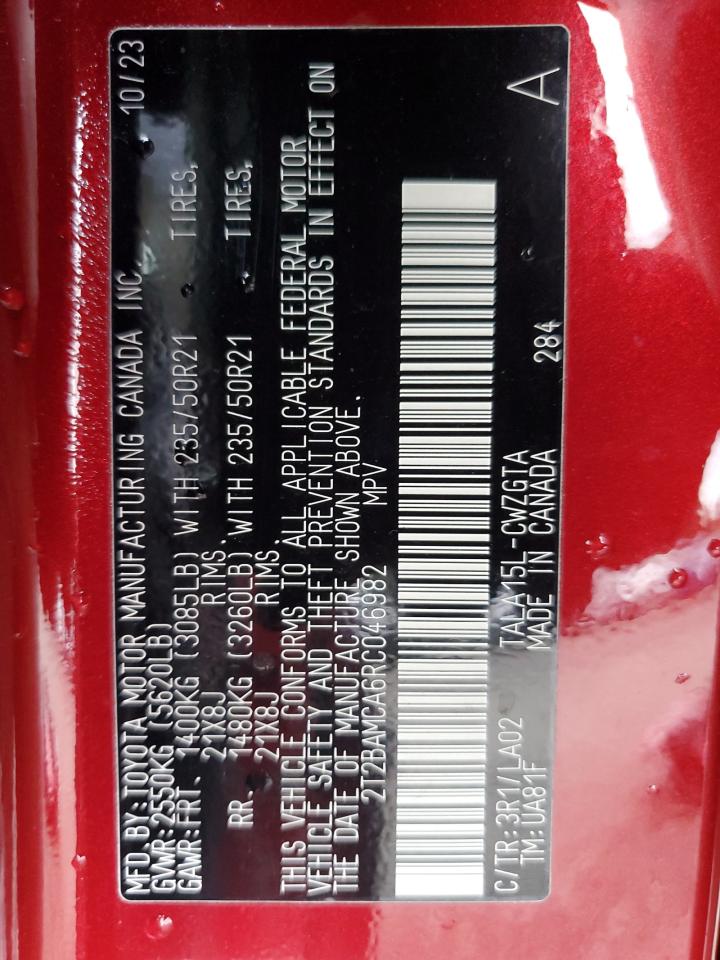 MFD. BY: TOYOTA MOTOR MANUFACTURING CANADA INC. 10/23
GVWR: 2550KG (5620LB)
GAWR: FRT. 1400KG (3085LB) WITH 235/50R21 TIRES,
21X8J RIMS,
RR. 1480KG (3260LB) WITH 235/50R21 TIRES,
21X8J RIMS.
THIS VEHICLE CONFORMS TO ALL APPLICABLE FEDERAL MOTOR
VEHICLE SAFETY AND THEFT PREVENTION STANDARDS IN EFFECT ON
THE DATE OF MANUFACTURE SHOWN ABOVE.
2T2BAMCA6RC046982 MPV
C/TR: 3R1/LA02 TALA15L-CWZGTA A
TM: UA81F MADE IN CANADA 284